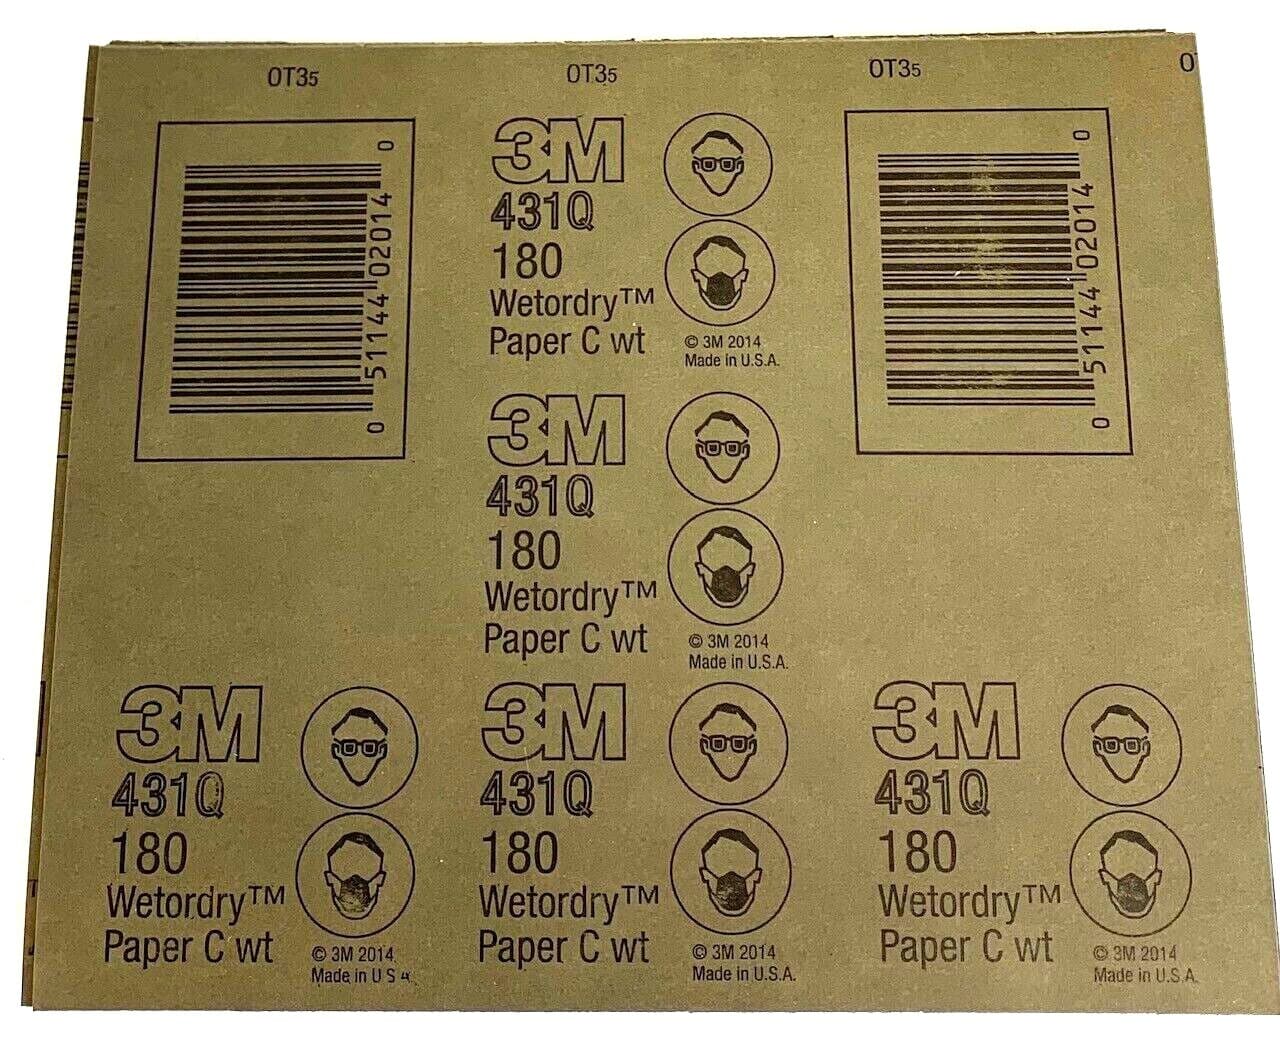 OT35 OT35 OT35 O
0 51144 02014 0
3M
431Q
180
Wetordry™
Paper C wt
© 3M 2014
Made in U.S.A.
0 51144 02014 0
3M
431Q
180
Wetordry™
Paper C wt
© 3M 2014
Made in U.S.A.
3M
431Q
180
Wetordry™
Paper C wt
© 3M 2014
Made in U S A
3M
431Q
180
Wetordry™
Paper C wt
© 3M 2014
Made in U.S.A.
3M
431Q
180
Wetordry™
Paper C wt
© 3M 2014
Made in U.S.A.